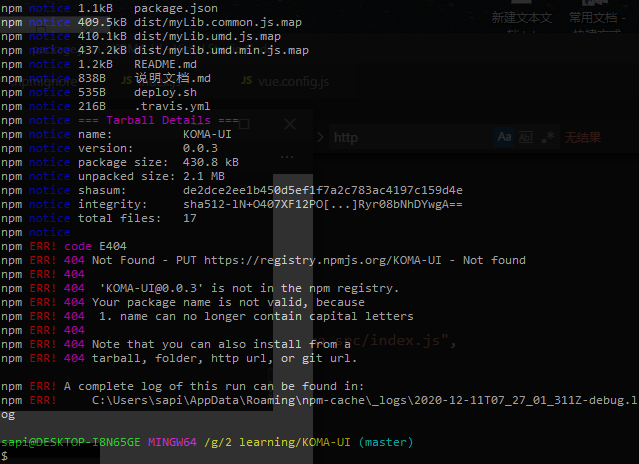 npm notice 1.1kB package.json
npm notice 409.5kB dist/myLib.common.js.map
npm notice 410.1kB dist/myLib.umd.js.map
npm notice 437.2kB dist/myLib.umd.min.js.map
npm notice 1.2kB README.md
npm notice 838B 说明文档.md
npm notice 535B deploy.sh
npm notice 216B .travis.yml
npm notice === Tarball Details ===
npm notice name: KOMA-UI
npm notice version: 0.0.3
npm notice package size: 430.8 kB
npm notice unpacked size: 2.1 MB
npm notice shasum: de2dce2ee1b450d5ef1f7a2c783ac4197c159d4e
npm notice integrity: sha512-lN+O407XF12PO[...]Ryr08bNhDYwgA==
npm notice total files: 17
npm notice
npm ERR! code E404
npm ERR! 404 Not Found - PUT https://registry.npmjs.org/KOMA-UI - Not found
npm ERR! 404
npm ERR! 404 'KOMA-UI@0.0.3' is not in the npm registry.
npm ERR! 404 Your package name is not valid, because
npm ERR! 404 1. name can no longer contain capital letters
npm ERR! 404
npm ERR! 404 Note that you can also install from a
npm ERR! 404 tarball, folder, http url, or git url.
npm ERR! A complete log of this run can be found in:
npm ERR! C:\Users\sapi\AppData\Roaming\npm-cache\_logs\2020-12-11T07_27_01_311Z-debug.l
og
sapi@DESKTOP-I8N65GE MINGW64 /g/2 learning/KOMA-UI (master)
$
新建文本文
常用文档 -
JS
JS vue.config.js
http
Aa
Ab
无结果
src/index.js",